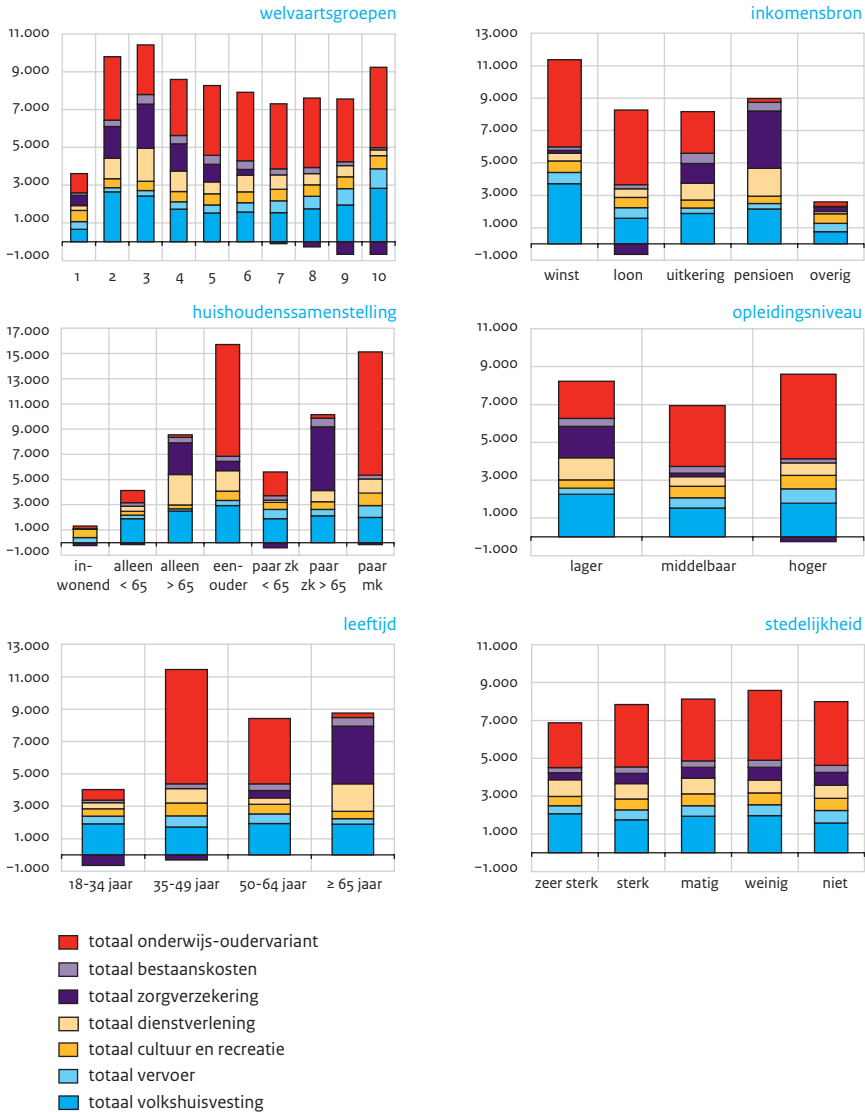 welvaartsgroepen
11.000
9.000
7.000
5.000
3.000
1.000
−1.000
1 2 3 4 5 6 7 8 9 10
inkomensbron
13.000
11.000
9.000
7.000
5.000
3.000
1.000
−1.000
winst loon uitkering pensioen overig
huishoudenssamenstelling
17.000
15.000
13.000
11.000
9.000
7.000
5.000
3.000
1.000
−1.000
in- alleen alleen een- paar zk paar paar
wonend < 65 > 65 ouder < 65 zk > 65 mk
opleidingsniveau
11.000
9.000
7.000
5.000
3.000
1.000
−1.000
lager middelbaar hoger
leeftijd
13.000
11.000
9.000
7.000
5.000
3.000
1.000
−1.000
18-34 jaar 35-49 jaar 50-64 jaar ≥ 65 jaar
stedelijkheid
11.000
9.000
7.000
5.000
3.000
1.000
−1.000
zeer sterk sterk matig weinig niet
totaal onderwijs-oudervariant
totaal bestaanskosten
totaal zorgverzekering
totaal dienstverlening
totaal cultuur en recreatie
totaal vervoer
totaal volkshuisvesting